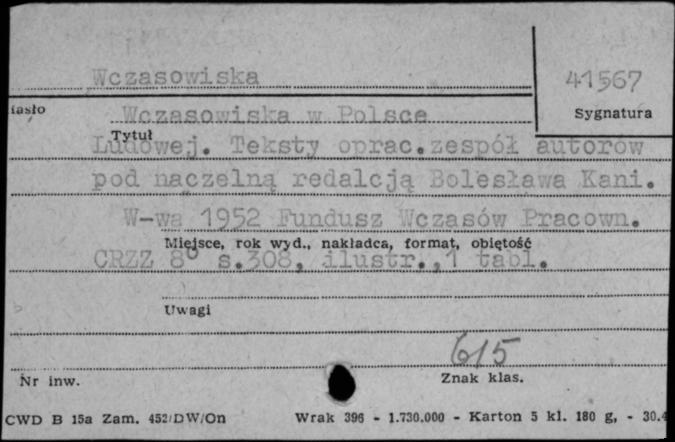 Wczasowiska
41567
Hasło
Sygnatura
Wczasowiska w Polsce
Tytuł
Ludowej. Teksty oprac.zespół autorów
pod naczelną redalcją Bolesława Kani.
W-wa 1952 Fundusz Wczasów Pracown.
Miejsce, rok wyd., nakładca, format, objętość
CRZZ 8° s.308, ilustr.,1 tabl.
Uwagi
615
Nr inw.
Znak klas.
CWD B 15a Zam. 452/DW/On Wrak 396 - 1.730.000 - Karton 5 kl. 180 g, - 30.4